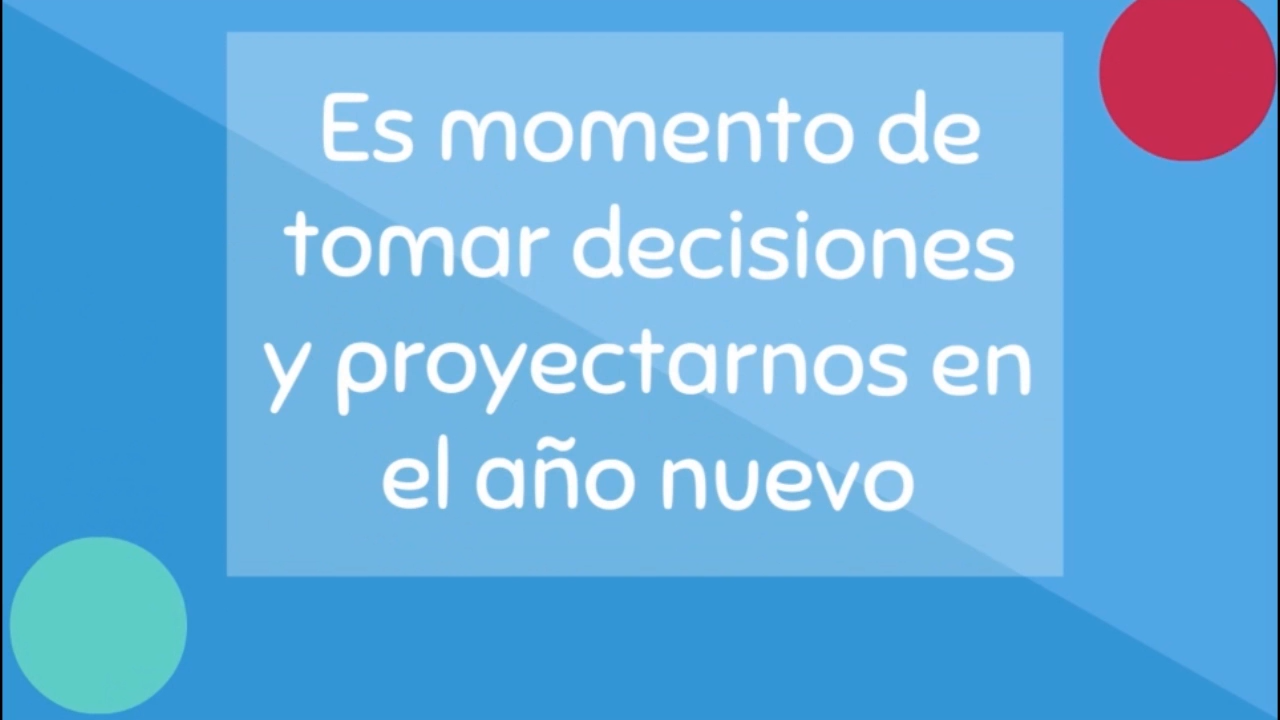 Es momento de
tomar decisiones
y proyectarnos en
el año nuevo